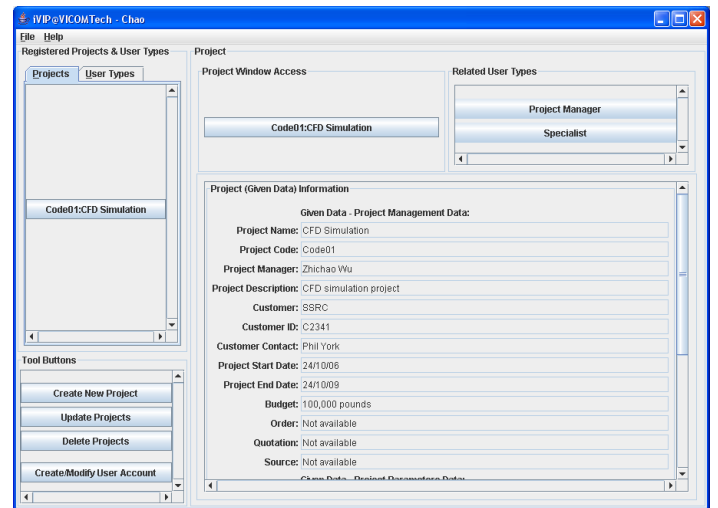 iVIP@VICOMTech - Chao
File Help
Registered Projects & User Types
Projects User Types
Code01:CFD Simulation
Tool Buttons
Create New Project
Update Projects
Delete Projects
Create/Modify User Account
Project
Project Window Access
Code01:CFD Simulation
Related User Types
Project Manager
Specialist
Project (Given Data) Information
Given Data - Project Management Data:
Project Name: CFD Simulation
Project Code: Code01
Project Manager: Zhichao Wu
Project Description: CFD simulation project
Customer: SSRC
Customer ID: C2341
Customer Contact: Phil York
Project Start Date: 24/10/06
Project End Date: 24/10/09
Budget: 100,000 pounds
Order: Not available
Quotation: Not available
Source: Not available
Given Data - Project Parameters Data: